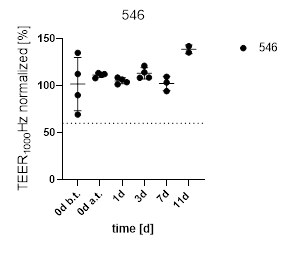 546
TEER1000Hz normalized [%]
150
100
50
0
0d b.t.
0d a.t.
1d
3d
7d
11d
time [d]
546